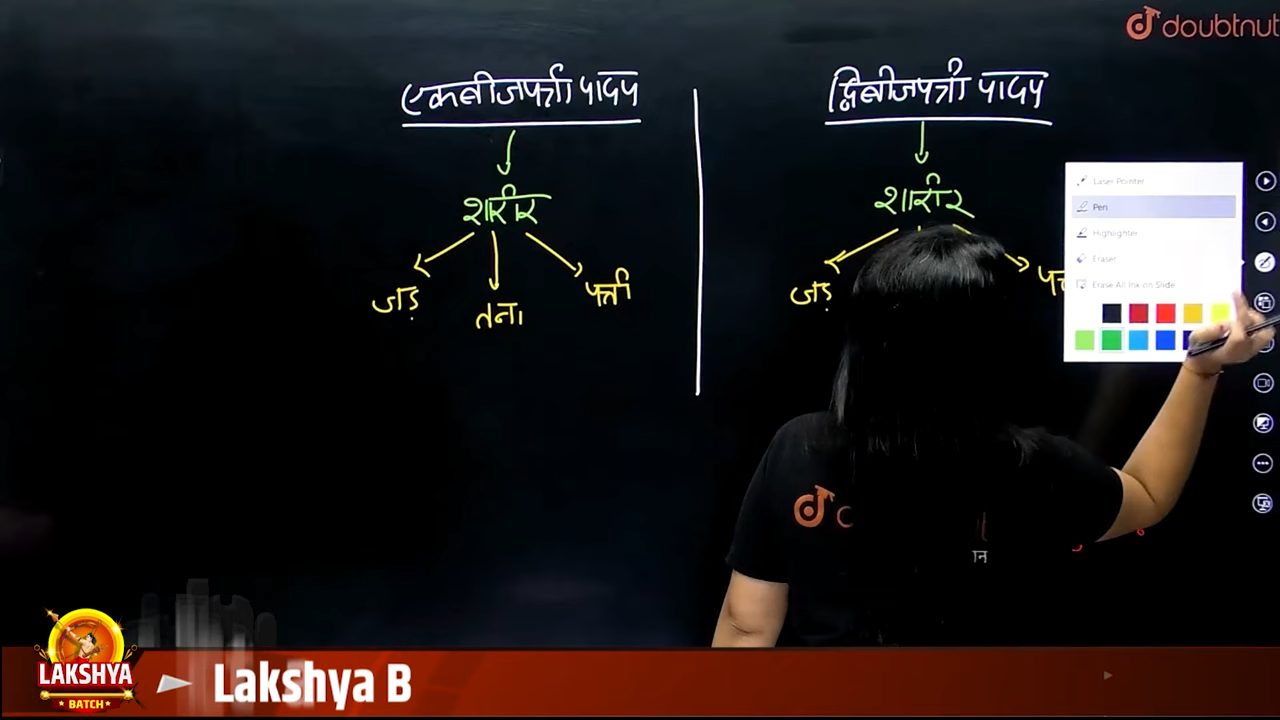 doubtnut
एकबीजपत्री पादप
द्विबीजपत्री पादप
शरीर
शरीर
जड़
तना
पत्ती
जड़
Laser Pointer
Pen
Highlighter
Eraser
Erase All Ink on Slide
LAKSHYA
BATCH
Lakshya B